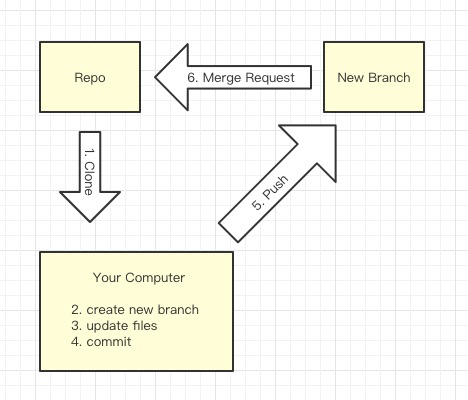 Repo
6. Merge Request
New Branch
1. Clone
5. Push
Your Computer
2. create new branch
3. update files
4. commit